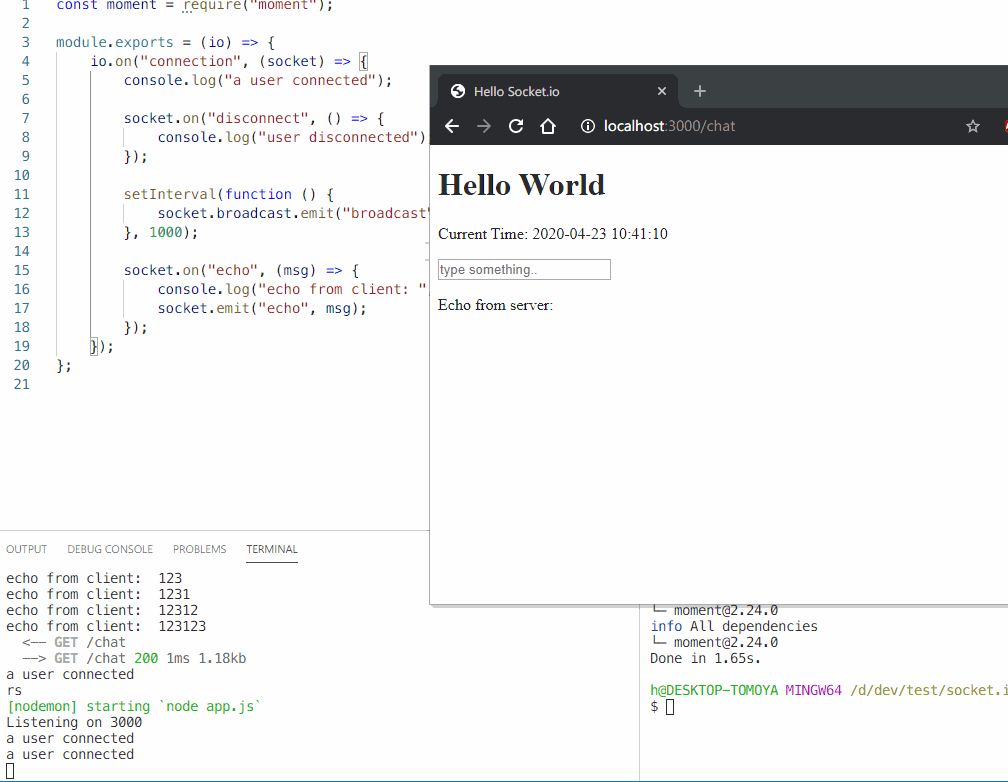 1 const moment = require("moment");
2
3 module.exports = (io) => {
4 io.on("connection", (socket) => {
5 console.log("a user connected");
6
7 socket.on("disconnect", () => {
8 console.log("user disconnected")
9 });
10
11 setInterval(function () {
12 socket.broadcast.emit("broadcast"
13 }, 1000);
14
15 socket.on("echo", (msg) => {
16 console.log("echo from client: "
17 socket.emit("echo", msg);
18 });
19 });
20 };
21
Hello Socket.io
localhost:3000/chat
Hello World
Current Time: 2020-04-23 10:41:10
type something..
Echo from server:
OUTPUT DEBUG CONSOLE PROBLEMS TERMINAL
echo from client:  123
echo from client:  1231
echo from client:  12312
echo from client:  123123
<-- GET /chat
--> GET /chat 200 1ms 1.18kb
a user connected
rs
[nodemon] starting `node app.js`
Listening on 3000
a user connected
a user connected
└─ moment@2.24.0
info All dependencies
└─ moment@2.24.0
Done in 1.65s.
h@DESKTOP-TOMOYA MINGW64 /d/dev/test/socket.i
$